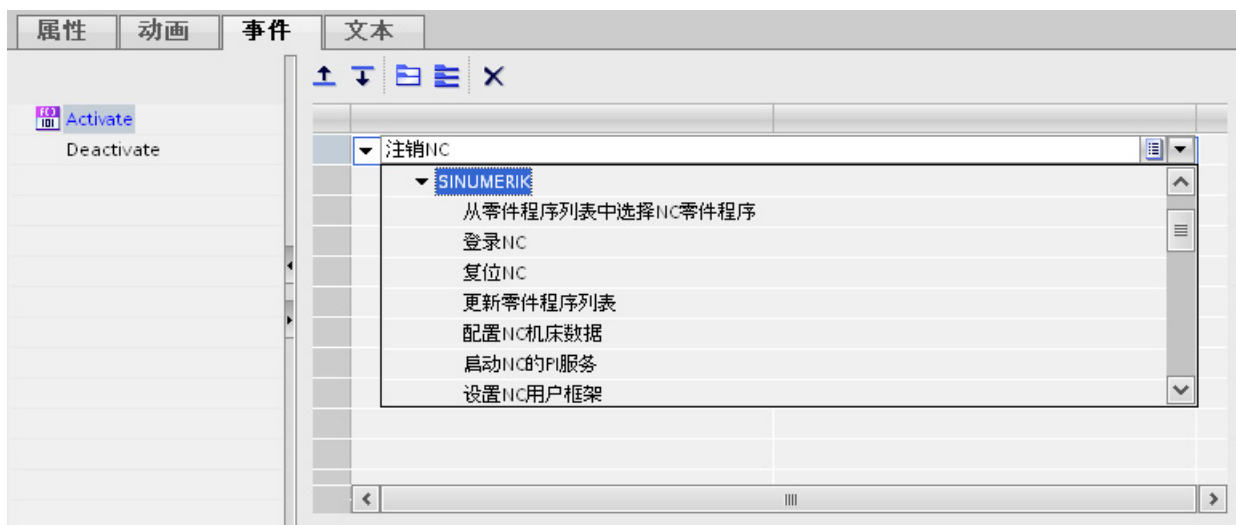 属性 动画 事件 文本
Activate
Deactivate
注销NC
SINUMERIK
从零件程序列表中选择NC零件程序
登录NC
复位NC
更新零件程序列表
配置NC机床数据
启动NC的PI服务
设置NC用户框架